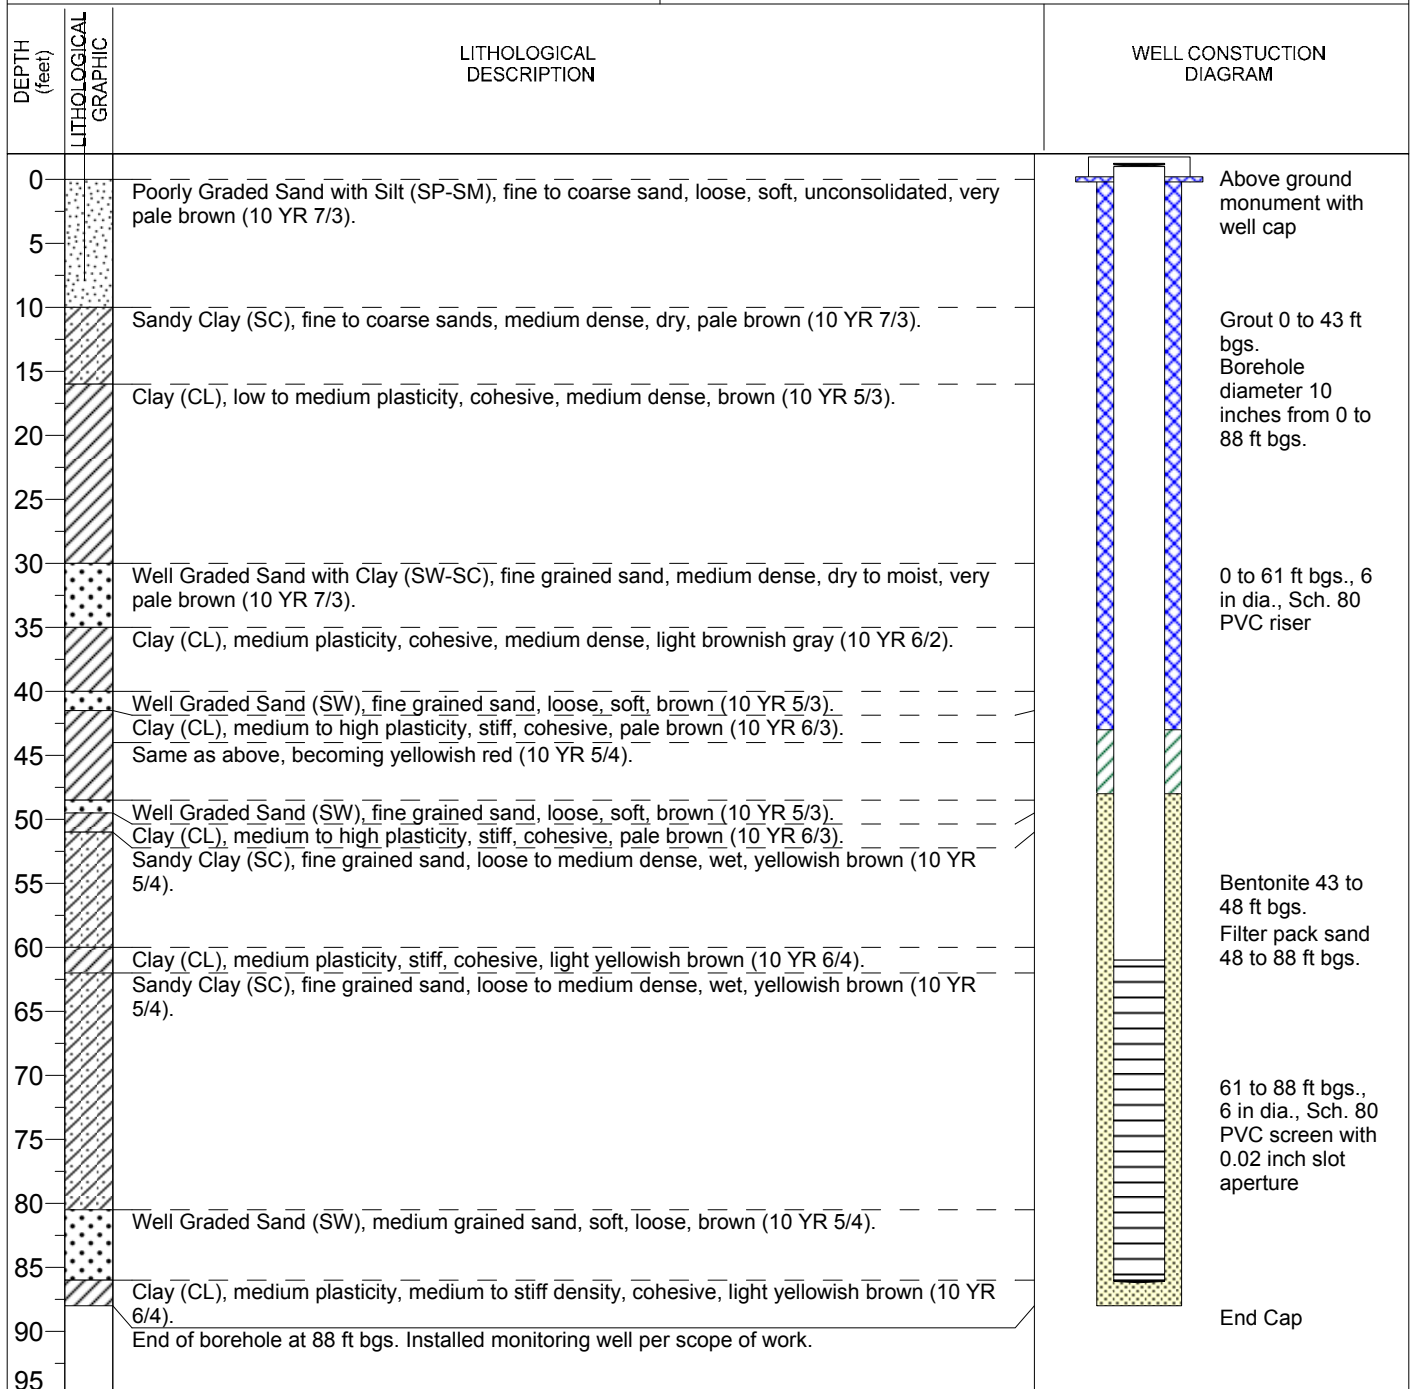 DEPTH
(feet)
LITHOLOGICAL
GRAPHIC
LITHOLOGICAL
DESCRIPTION
WELL CONSTUCTION
DIAGRAM
0
5
10
15
20
25
30
35
40
45
50
55
60
65
70
75
80
85
90
95
Poorly Graded Sand with Silt (SP-SM), fine to coarse sand, loose, soft, unconsolidated, very
pale brown (10 YR 7/3).
Sandy Clay (SC), fine to coarse sands, medium dense, dry, pale brown (10 YR 7/3).
Clay (CL), low to medium plasticity, cohesive, medium dense, brown (10 YR 5/3).
Well Graded Sand with Clay (SW-SC), fine grained sand, medium dense, dry to moist, very
pale brown (10 YR 7/3).
Clay (CL), medium plasticity, cohesive, medium dense, light brownish gray (10 YR 6/2).
Well Graded Sand (SW), fine grained sand, loose, soft, brown (10 YR 5/3).
Clay (CL), medium to high plasticity, stiff, cohesive, pale brown (10 YR 6/3).
Same as above, becoming yellowish red (10 YR 5/4).
Well Graded Sand (SW), fine grained sand, loose, soft, brown (10 YR 5/3).
Clay (CL), medium to high plasticity, stiff, cohesive, pale brown (10 YR 6/3).
Sandy Clay (SC), fine grained sand, loose to medium dense, wet, yellowish brown (10 YR
5/4).
Clay (CL), medium plasticity, stiff, cohesive, light yellowish brown (10 YR 6/4).
Sandy Clay (SC), fine grained sand, loose to medium dense, wet, yellowish brown (10 YR
5/4).
Well Graded Sand (SW), medium grained sand, soft, loose, brown (10 YR 5/4).
Clay (CL), medium plasticity, medium to stiff density, cohesive, light yellowish brown (10 YR
6/4).
End of borehole at 88 ft bgs. Installed monitoring well per scope of work.
Above ground
monument with
well cap
Grout 0 to 43 ft
bgs.
Borehole
diameter 10
inches from 0 to
88 ft bgs.
0 to 61 ft bgs., 6
in dia., Sch. 80
PVC riser
Bentonite 43 to
48 ft bgs.
Filter pack sand
48 to 88 ft bgs.
61 to 88 ft bgs.,
6 in dia., Sch. 80
PVC screen with
0.02 inch slot
aperture
End Cap